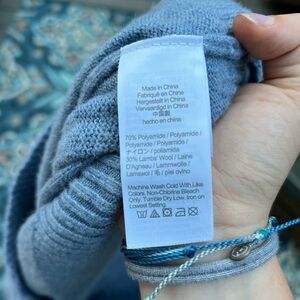 Made in China
Fabriqué en Chine
Hergestellt in China
Vervaardigd in China
中国製
hecho en china
70% Polyamide / Polyamide /
Polyamide / Polyamide /
ナイロン / poliamida
30% Lambs' Wool / Laine
D'Agneau / Lammwolle /
Lamswol / 毛 / piel ovino
Machine Wash Cold With Like
Colors. Non-Chlorine Bleach
Only. Tumble Dry Low. Iron on
Lowest Setting.